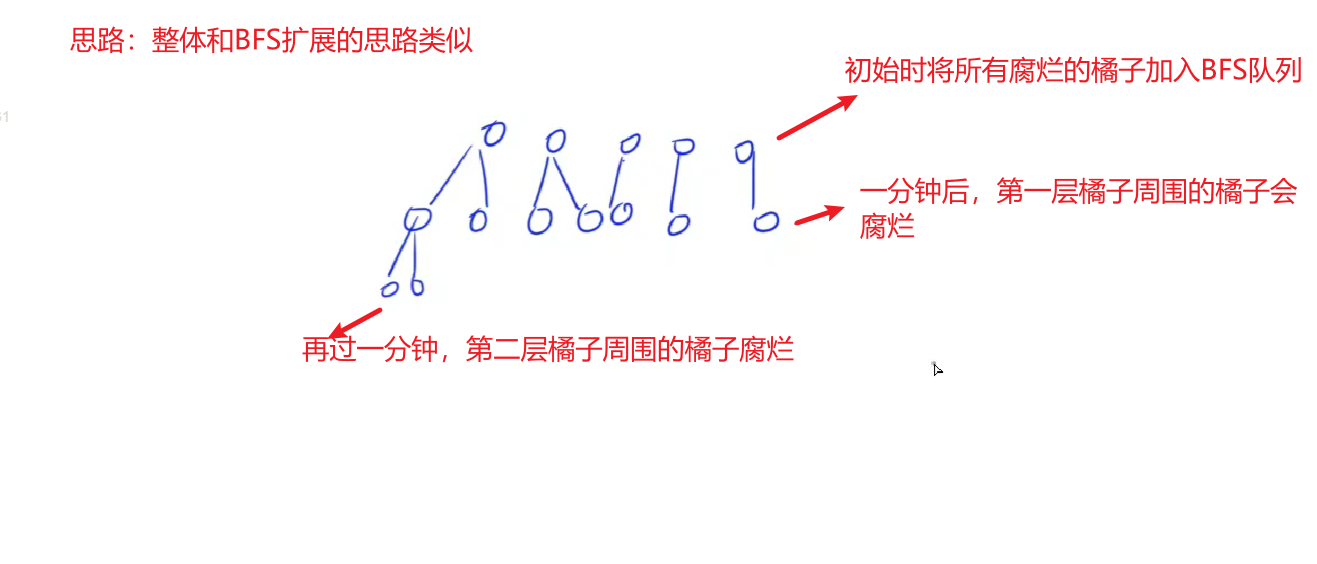 思路：整体和BFS扩展的思路类似
初始时将所有腐烂的橘子加入BFS队列
一分钟后，第一层橘子周围的橘子会
腐烂
再过一分钟，第二层橘子周围的橘子腐烂